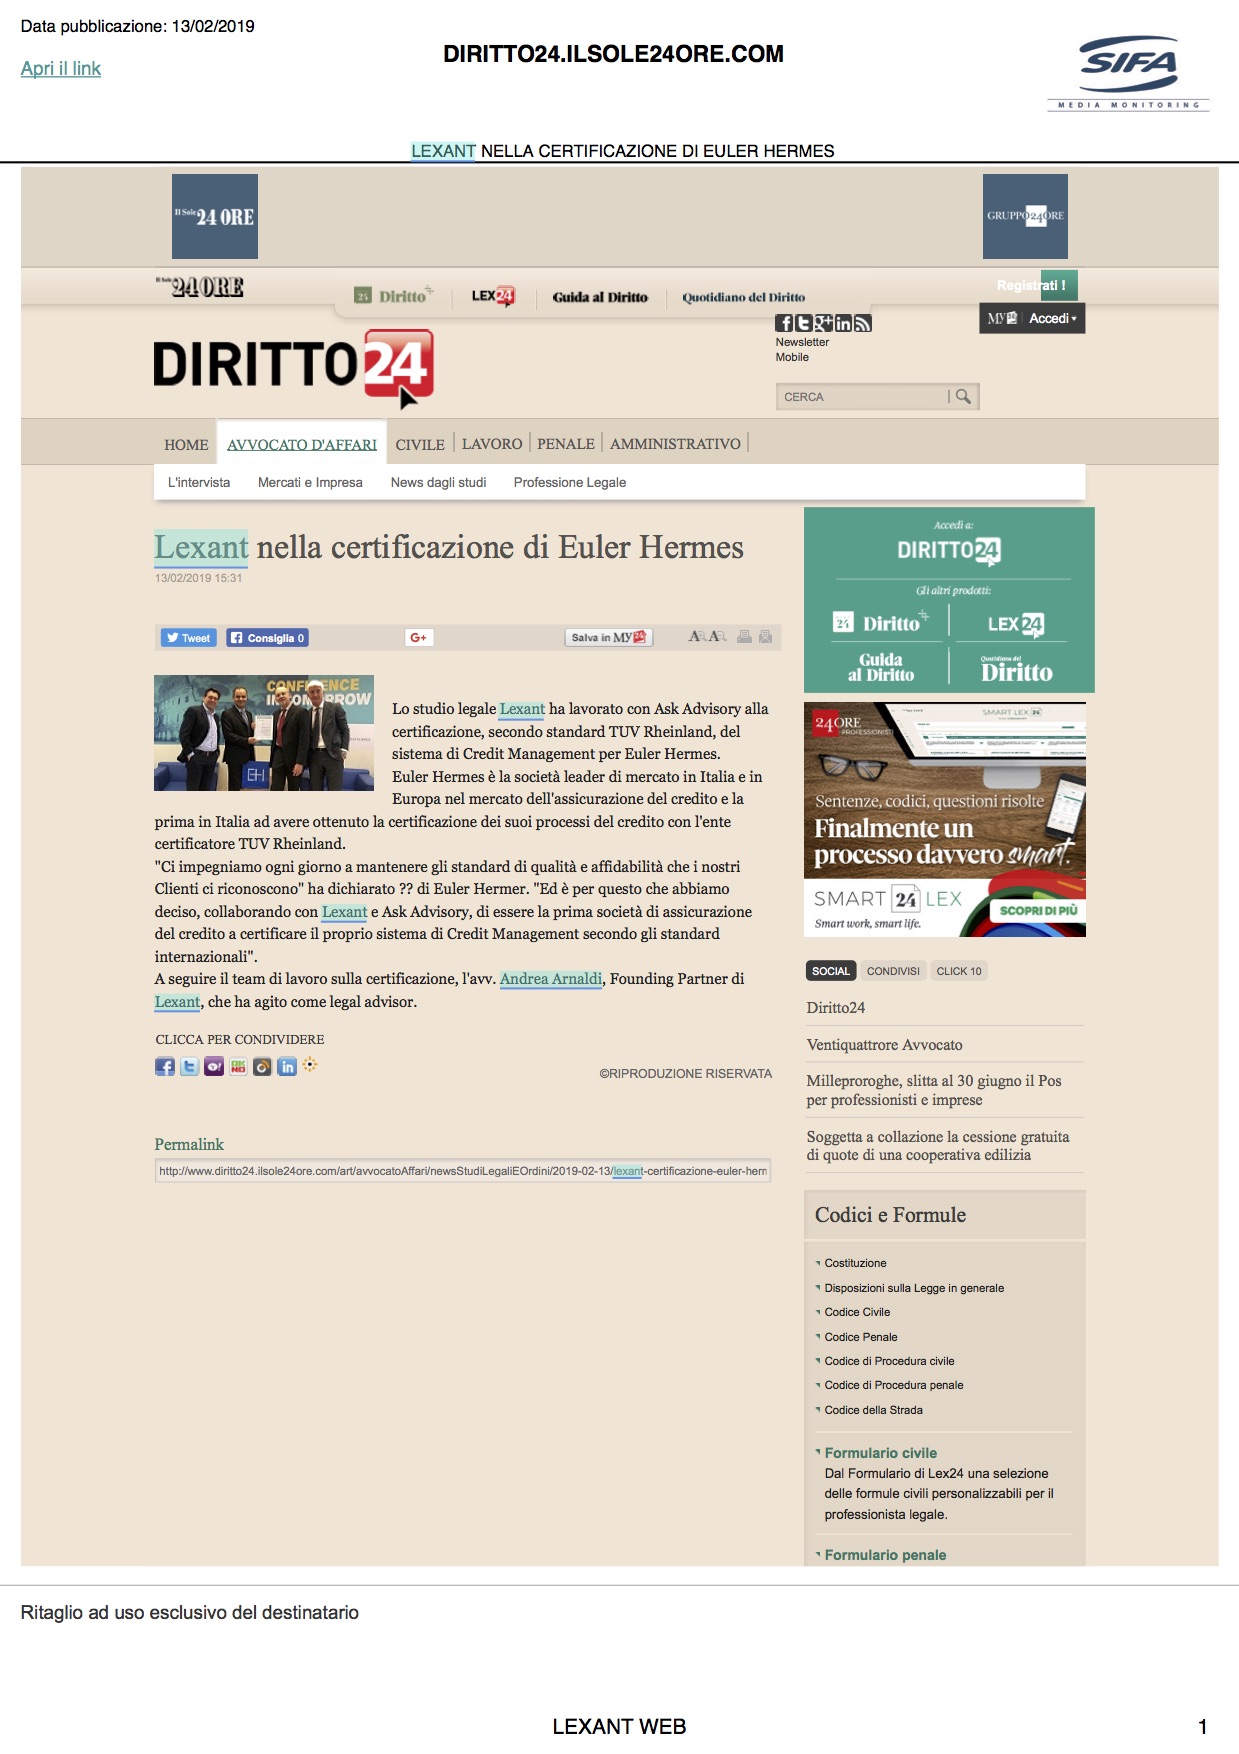 Data pubblicazione: 13/02/2019
DIRITTO24.ILSOLE24ORE.COM
Apri il link
SIFA
MEDIA MONITORING
LEXANT NELLA CERTIFICAZIONE DI EULER HERMES
Il Sole 24 ORE
GRUPPO24ORE
Il Sole 24 ORE
24 Diritto++
LEX24
Guida al Diritto
Quotidiano del Diritto
Registrati !
MY24 Accedi
DIRITTO24
Newsletter
Mobile
CERCA
HOME
AVVOCATO D'AFFARI
CIVILE
LAVORO
PENALE
AMMINISTRATIVO
L'intervista
Mercati e Impresa
News dagli studi
Professione Legale
Lexant nella certificazione di Euler Hermes
13/02/2019 15:31
Tweet
Consiglia 0
G+
Salva in MY24
CONFERENCE
Lo studio legale Lexant ha lavorato con Ask Advisory alla
certificazione, secondo standard TUV Rheinland, del
sistema di Credit Management per Euler Hermes.
Euler Hermes è la società leader di mercato in Italia e in
Europa nel mercato dell'assicurazione del credito e la
prima in Italia ad avere ottenuto la certificazione dei suoi processi del credito con l'ente
certificatore TUV Rheinland.
"Ci impegniamo ogni giorno a mantenere gli standard di qualità e affidabilità che i nostri
Clienti ci riconoscono" ha dichiarato ?? di Euler Hermer. "Ed è per questo che abbiamo
deciso, collaborando con Lexant e Ask Advisory, di essere la prima società di assicurazione
del credito a certificare il proprio sistema di Credit Management secondo gli standard
internazionali".
A seguire il team di lavoro sulla certificazione, l'avv. Andrea Arnaldi, Founding Partner di
Lexant, che ha agito come legal advisor.
CLICCA PER CONDIVIDERE
©RIPRODUZIONE RISERVATA
Permalink
http://www.diritto24.ilsole24ore.com/art/avvocatoAffari/newsStudiLegaliEOrdini/2019-02-13/lexant-certificazione-euler-herm
Accedi a:
DIRITTO24
Gli altri prodotti:
24 Diritto++
LEX24
Guida
al Diritto
Quotidiano del
Diritto
24ORE
PROFESSIONISTI
SMART LEX 24
Sentenze, codici, questioni risolte
Finalmente un
processo davvero smart.
SMART 24 LEX
Smart work, smart life.
SCOPRI DI PIÙ
SOCIAL
CONDIVISI
CLICK 10
Diritto24
Ventiquattrore Avvocato
Milleproroghe, slitta al 30 giugno il Pos
per professionisti e imprese
Soggetta a collazione la cessione gratuita
di quote di una cooperativa edilizia
Codici e Formule
Costituzione
Disposizioni sulla Legge in generale
Codice Civile
Codice Penale
Codice di Procedura civile
Codice di Procedura penale
Codice della Strada
Formulario civile
Dal Formulario di Lex24 una selezione
delle formule civili personalizzabili per il
professionista legale.
Formulario penale
Ritaglio ad uso esclusivo del destinatario
LEXANT WEB
1